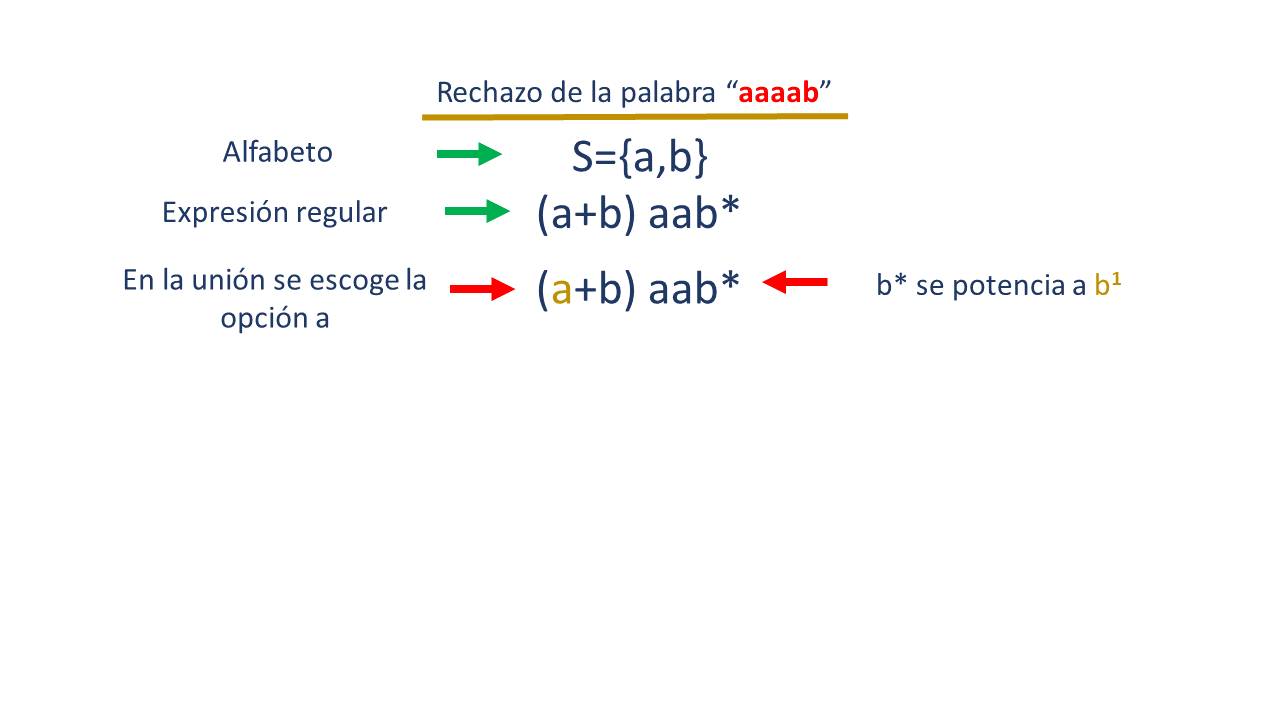 Rechazo de la palabra “aaaab”
Alfabeto
S={a,b}
Expresión regular
(a+b) aab*
En la unión se escoge la
opción a
(a+b) aab*
b* se potencia a b¹